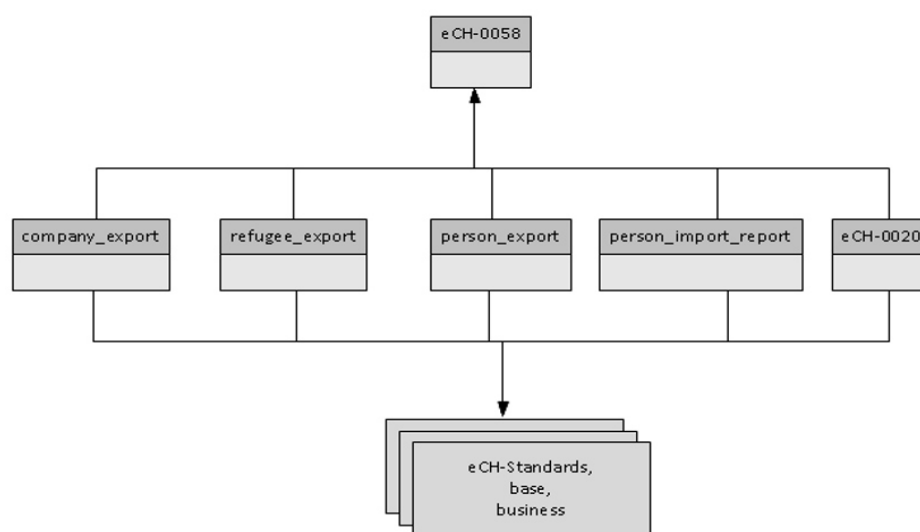 eCH-0058
company_export
refugee_export
person_export
person_import_report
eCH-0020
eCH-Standards,
base,
business